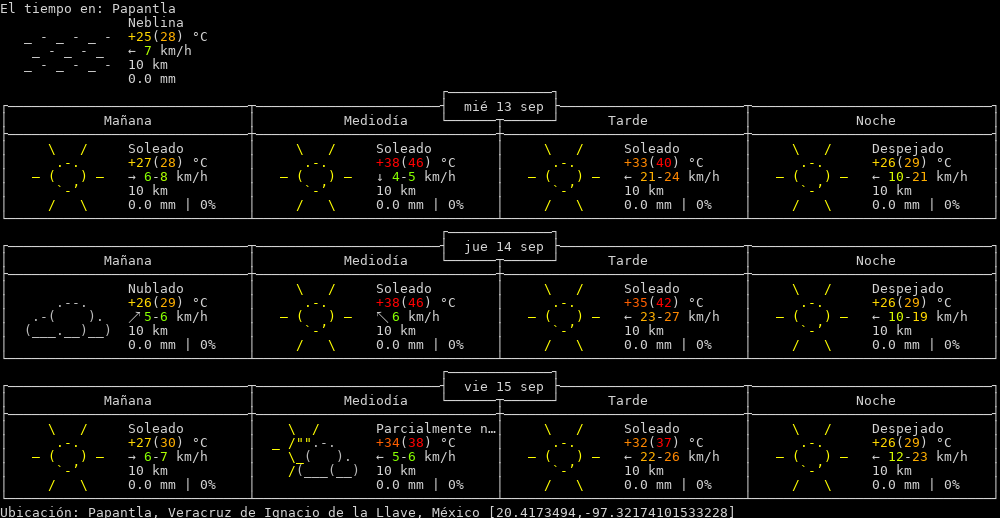 El tiempo en: Papantla
Neblina
+25(28) °C
← 7 km/h
10 km
0.0 mm
mié 13 sep
Mañana Mediodía Tarde Noche
Soleado Soleado Soleado Despejado
+27(28) °C +38(46) °C +33(40) °C +26(29) °C
→ 6-8 km/h ↓ 4-5 km/h ← 21-24 km/h ← 10-21 km/h
10 km 10 km 10 km 10 km
0.0 mm | 0% 0.0 mm | 0% 0.0 mm | 0% 0.0 mm | 0%
jue 14 sep
Mañana Mediodía Tarde Noche
Nublado Soleado Soleado Despejado
+26(29) °C +38(46) °C +35(42) °C +26(29) °C
↗ 5-6 km/h ↖ 6 km/h ← 23-27 km/h ← 10-19 km/h
10 km 10 km 10 km 10 km
0.0 mm | 0% 0.0 mm | 0% 0.0 mm | 0% 0.0 mm | 0%
vie 15 sep
Mañana Mediodía Tarde Noche
Soleado Parcialmente n… Soleado Despejado
+27(30) °C +34(38) °C +32(37) °C +26(29) °C
→ 6-7 km/h ← 5-6 km/h ← 22-26 km/h ← 12-23 km/h
10 km 10 km 10 km 10 km
0.0 mm | 0% 0.0 mm | 0% 0.0 mm | 0% 0.0 mm | 0%
Ubicación: Papantla, Veracruz de Ignacio de la Llave, México [20.4173494,-97.32174101533228]